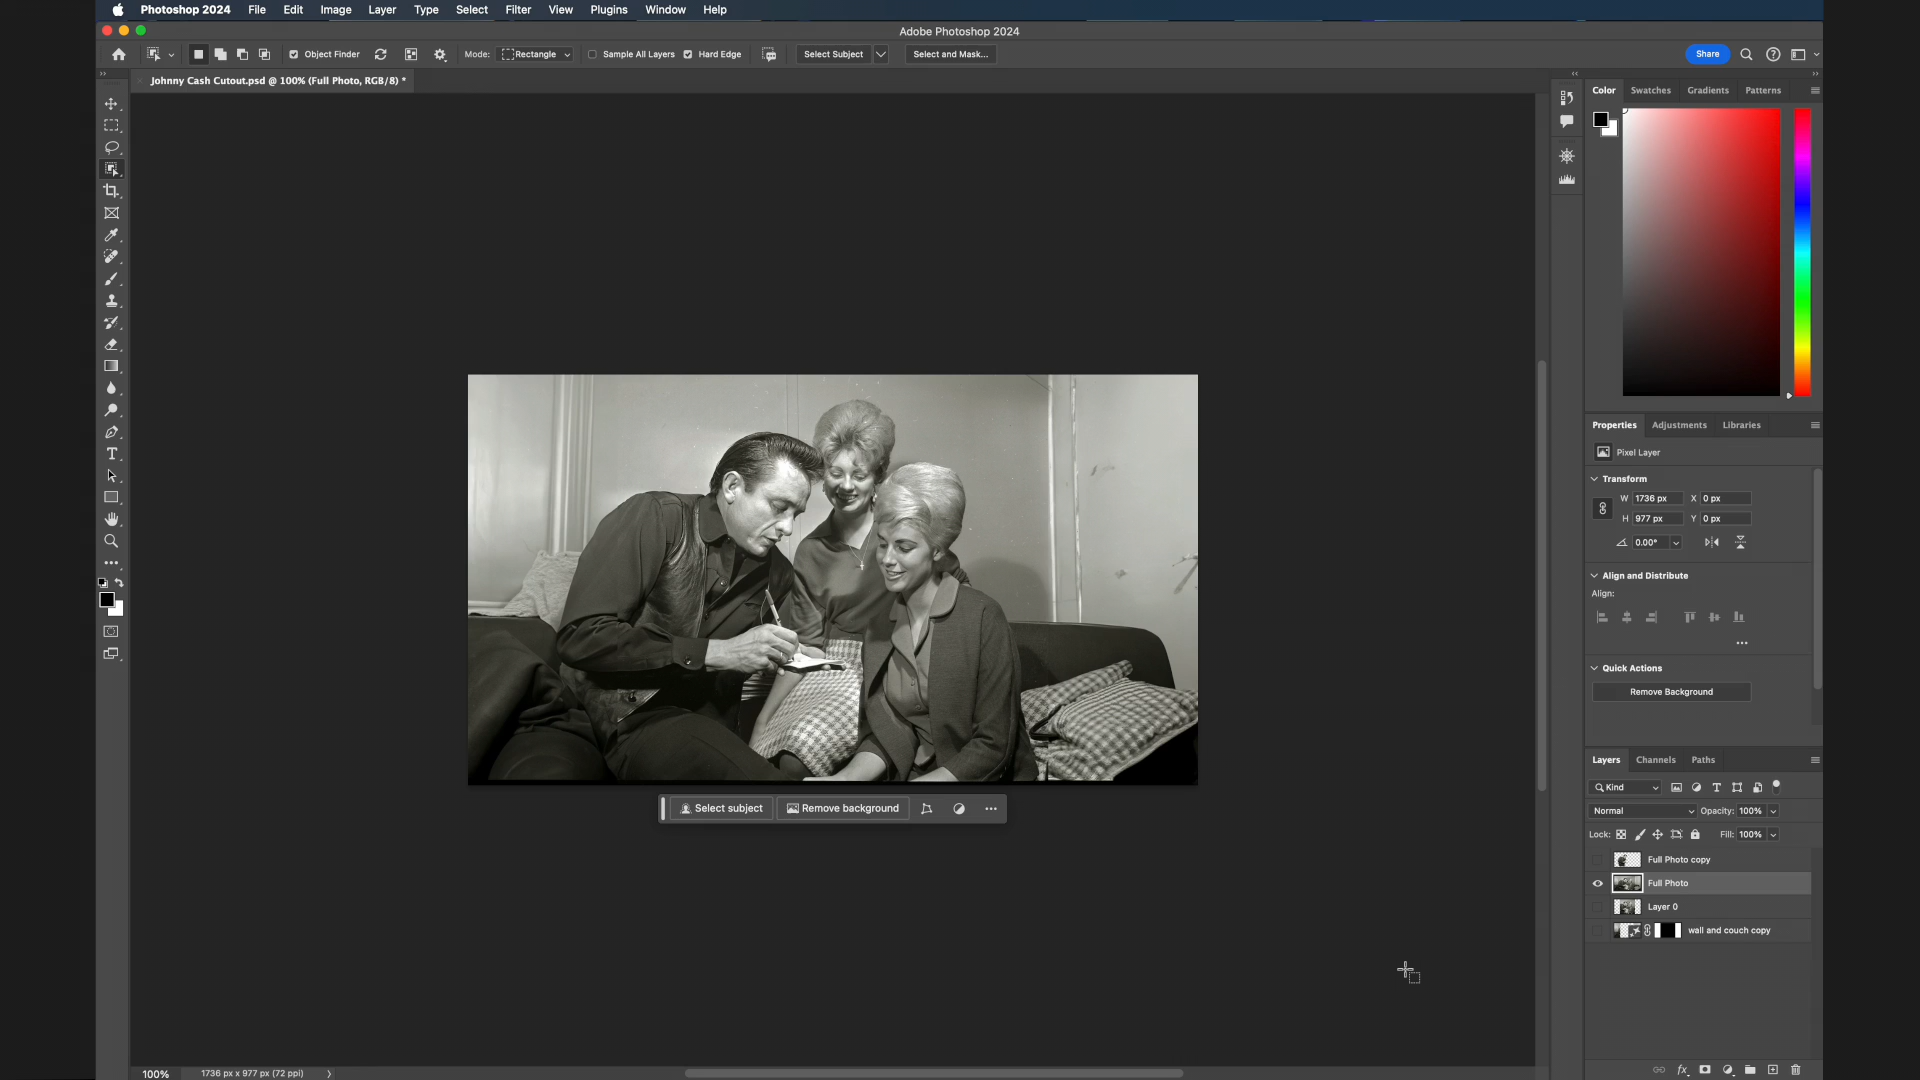 Photoshop 2024 File Edit Image Layer Type Select Filter View Plugins Window Help
Adobe Photoshop 2024
Object Finder Mode: Rectangle Sample All Layers Hard Edge Select Subject Select and Mask... Share
Johnny Cash Cutout.psd @ 100% (Full Photo, RGB/8) *
Color Swatches Gradients Patterns
Properties Adjustments Libraries
Pixel Layer
Transform
W 1736 px X 0 px
H 977 px Y 0 px
0.00°
Align and Distribute
Align:
Quick Actions
Remove Background
Select subject Remove background
Layers Channels Paths
Kind
Normal Opacity: 100%
Lock: Fill: 100%
Full Photo copy
Full Photo
Layer 0
wall and couch copy
100% 1736 px x 977 px (72 ppi)